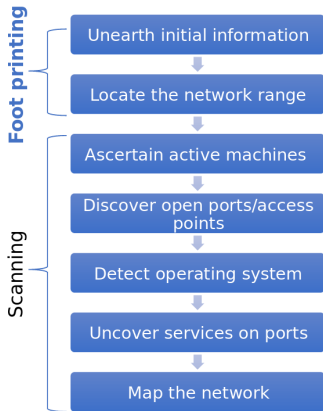 Foot printing
Unearth initial information
Locate the network range
Scanning
Ascertain active machines
Discover open ports/access
points
Detect operating system
Uncover services on ports
Map the network